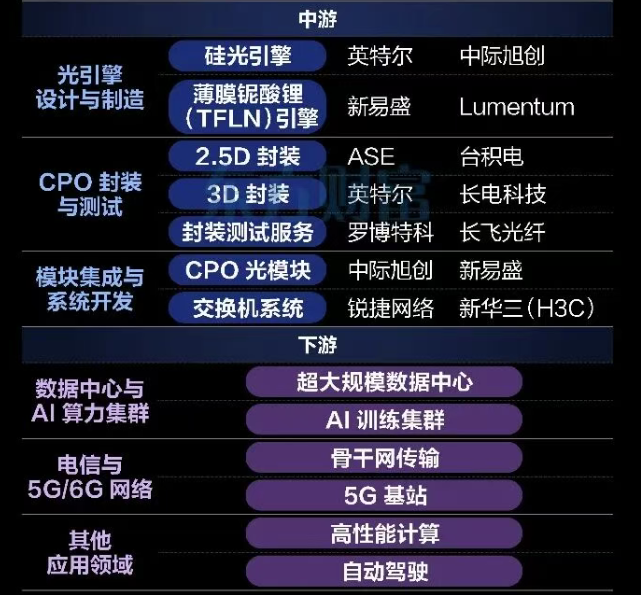 中游
光引擎
设计与制造
硅光引擎 英特尔 中际旭创
薄膜铌酸锂
(TFLN)引擎 新易盛 Lumentum
CPO 封装
与测试
2.5D 封装 ASE 台积电
3D 封装 英特尔 长电科技
封装测试服务 罗博特科 长飞光纤
模块集成与
系统开发
CPO 光模块 中际旭创 新易盛
交换机系统 锐捷网络 新华三(H3C)
下游
数据中心与
AI 算力集群
超大规模数据中心
AI 训练集群
电信与
5G/6G 网络
骨干网传输
5G 基站
其他
应用领域
高性能计算
自动驾驶
东方财富